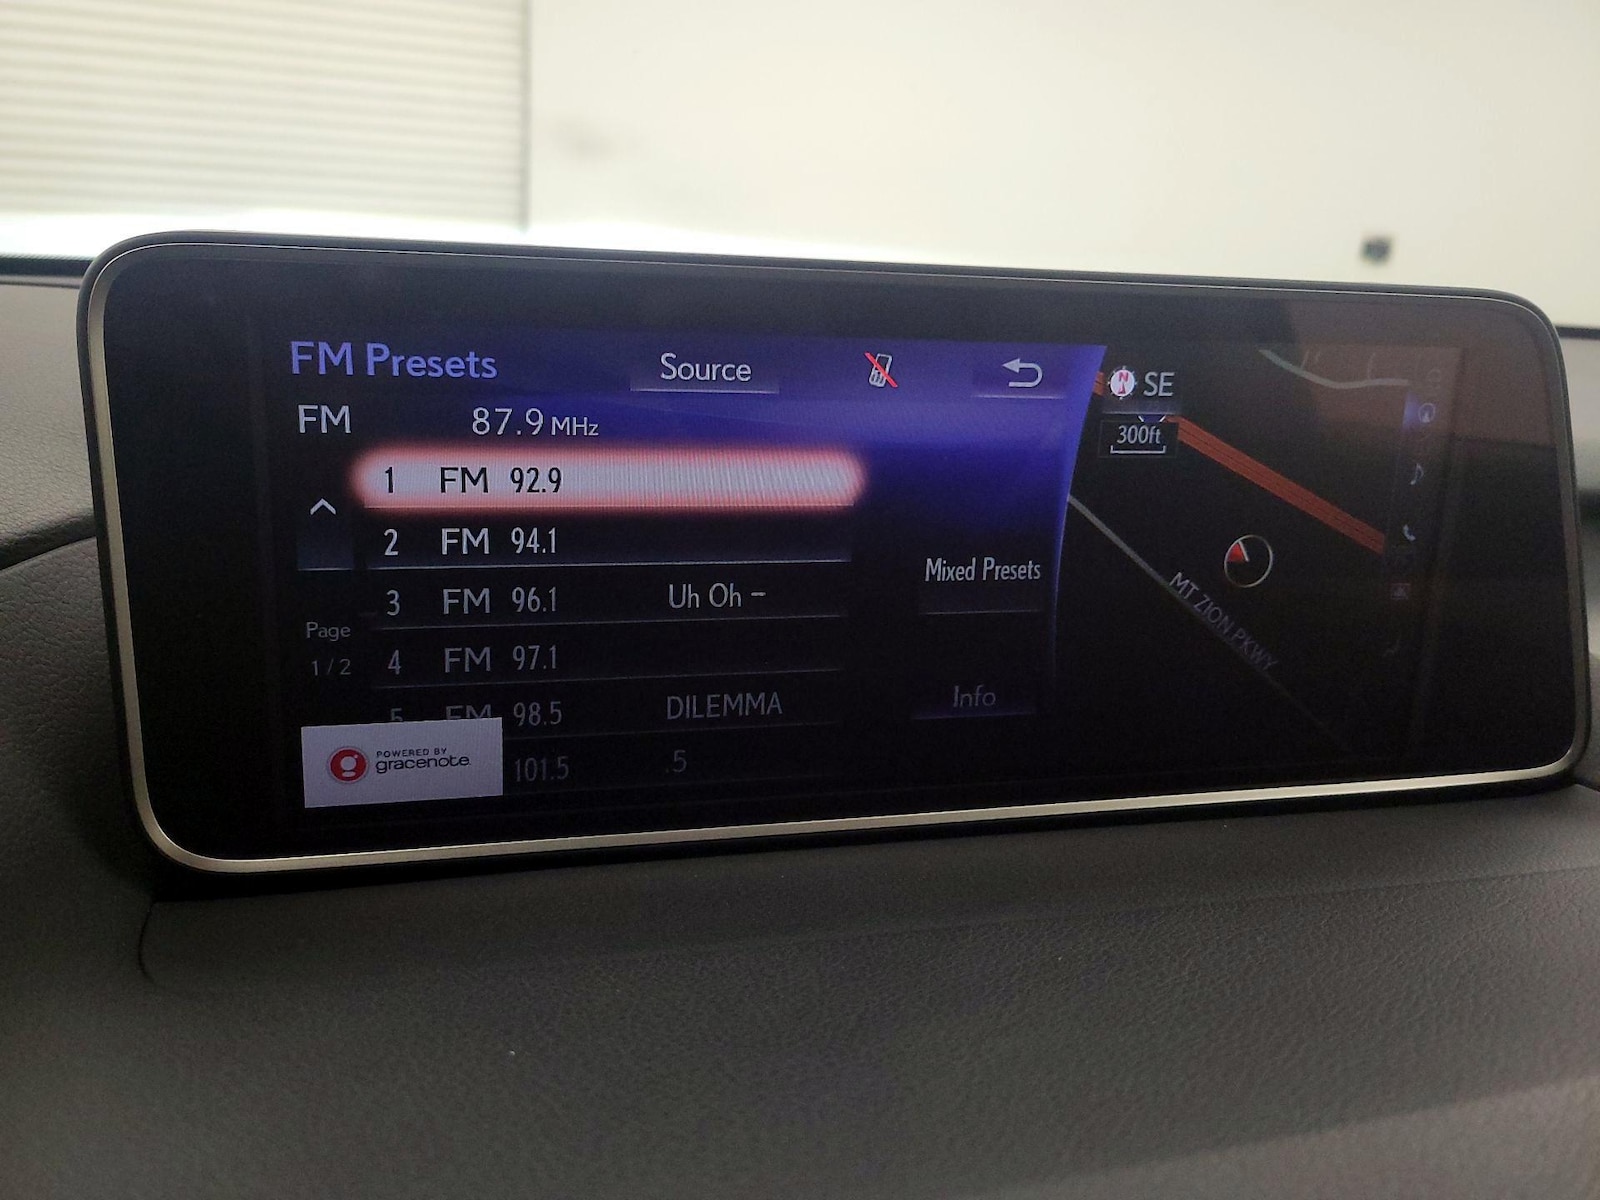 FM Presets
Source
FM 87.9 MHz
1 FM 92.9
2 FM 94.1
3 FM 96.1 Uh Oh –
4 FM 97.1
5 FM 98.5 DILEMMA
101.5 .5
Page
1/2
Mixed Presets
Info
POWERED BY
gracenote
N SE
300ft
MT ZION PKWY